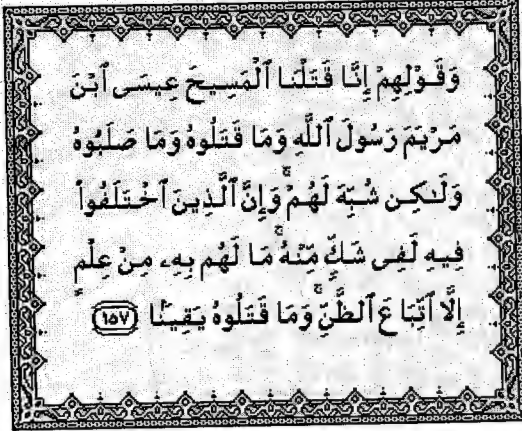 وَقَوْلِهِمْ إِنَّا قَتَلْنَا ٱلْمَسِيحَ عِيسَى ٱبْنَ
مَرْيَمَ رَسُولَ ٱللَّهِ وَمَا قَتَلُوهُ وَمَا صَلَبُوهُ
وَلَٰكِن شُبِّهَ لَهُمْ ۚ وَإِنَّ ٱلَّذِينَ ٱخْتَلَفُوا۟
فِيهِ لَفِى شَكٍّ مِّنْهُ ۚ مَا لَهُم بِهِۦ مِنْ عِلْمٍ
إِلَّا ٱتِّبَاعَ ٱلظَّنِّ ۚ وَمَا قَتَلُوهُ يَقِينًۢا ١٥٧